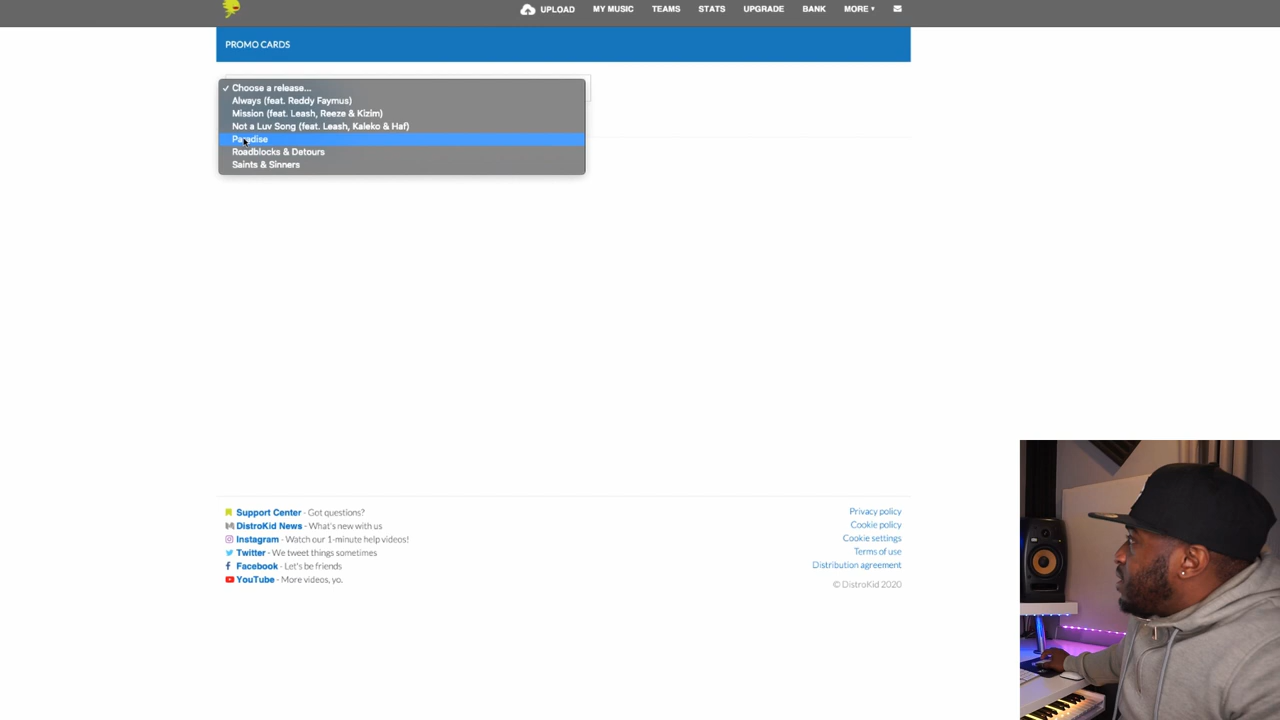 UPLOAD MY MUSIC TEAMS STATS UPGRADE BANK MORE
PROMO CARDS
Choose a release...
Always (feat. Reddy Faymus)
Mission (feat. Leash, Reeze & Kizim)
Not a Luv Song (feat. Leash, Kaleko & Haf)
Paradise
Roadblocks & Detours
Saints & Sinners
Support Center - Got questions?
DistroKid News - What's new with us
Instagram - Watch our 1-minute help videos!
Twitter - We tweet things sometimes
Facebook - Let's be friends
YouTube - More videos, yo.
Privacy policy
Cookie policy
Cookie settings
Terms of use
Distribution agreement
© DistroKid 2020